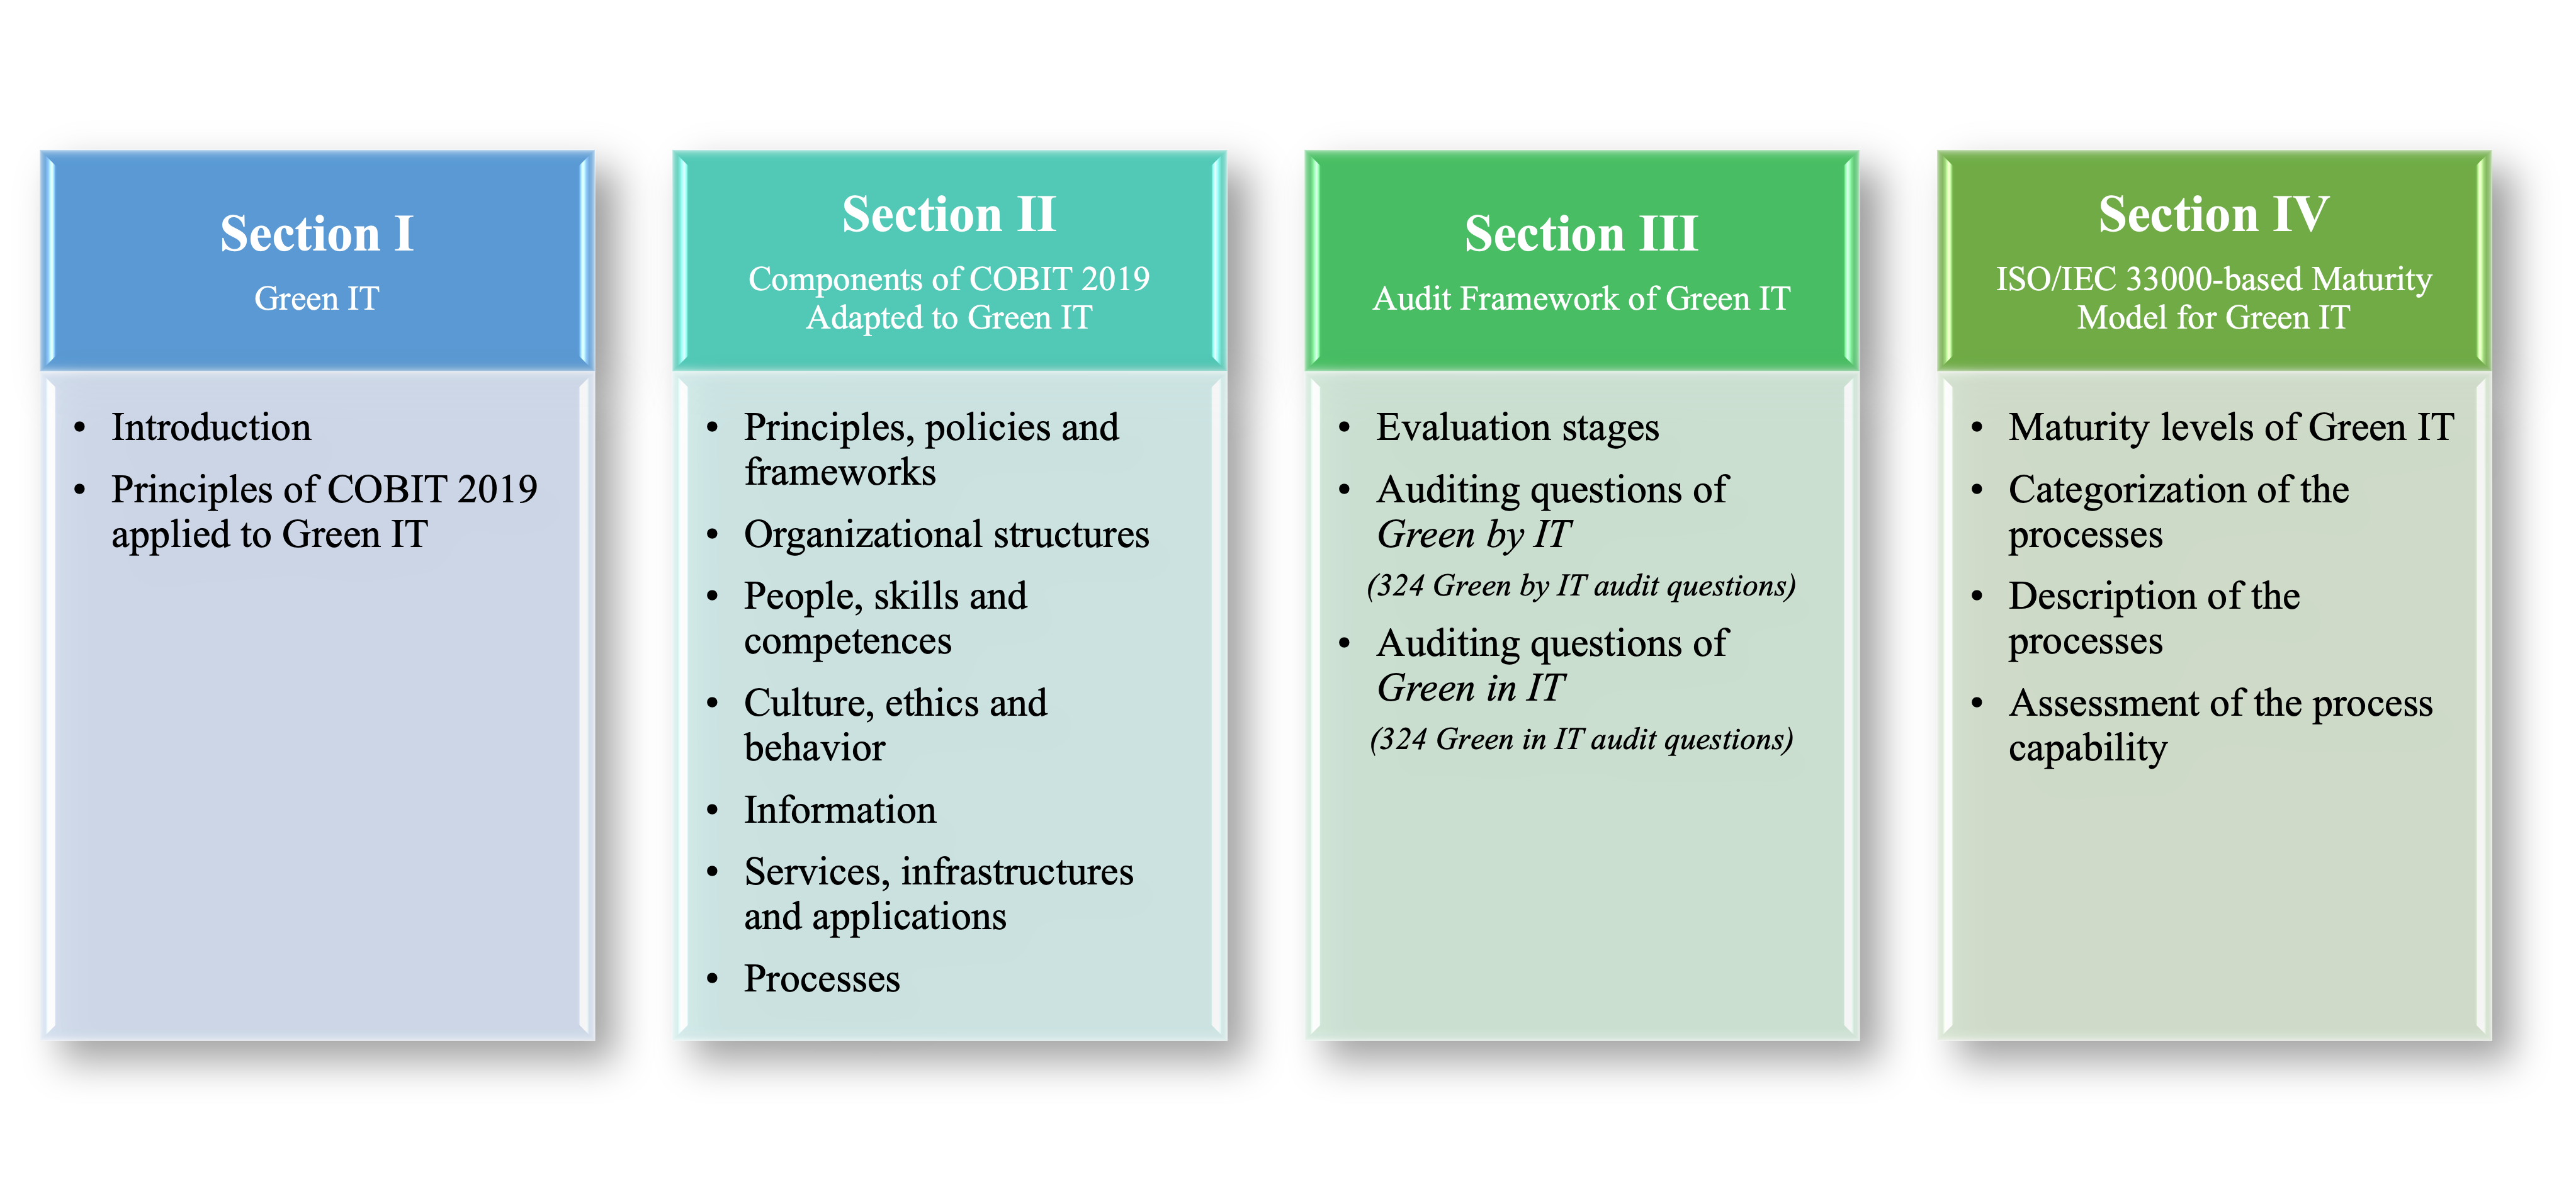 Section I
Green IT
• Introduction
• Principles of COBIT 2019
applied to Green IT
Section II
Components of COBIT 2019
Adapted to Green IT
• Principles, policies and
frameworks
• Organizational structures
• People, skills and
competences
• Culture, ethics and
behavior
• Information
• Services, infrastructures
and applications
• Processes
Section III
Audit Framework of Green IT
• Evaluation stages
• Auditing questions of
Green by IT
(324 Green by IT audit questions)
• Auditing questions of
Green in IT
(324 Green in IT audit questions)
Section IV
ISO/IEC 33000-based Maturity
Model for Green IT
• Maturity levels of Green IT
• Categorization of the
processes
• Description of the
processes
• Assessment of the process
capability